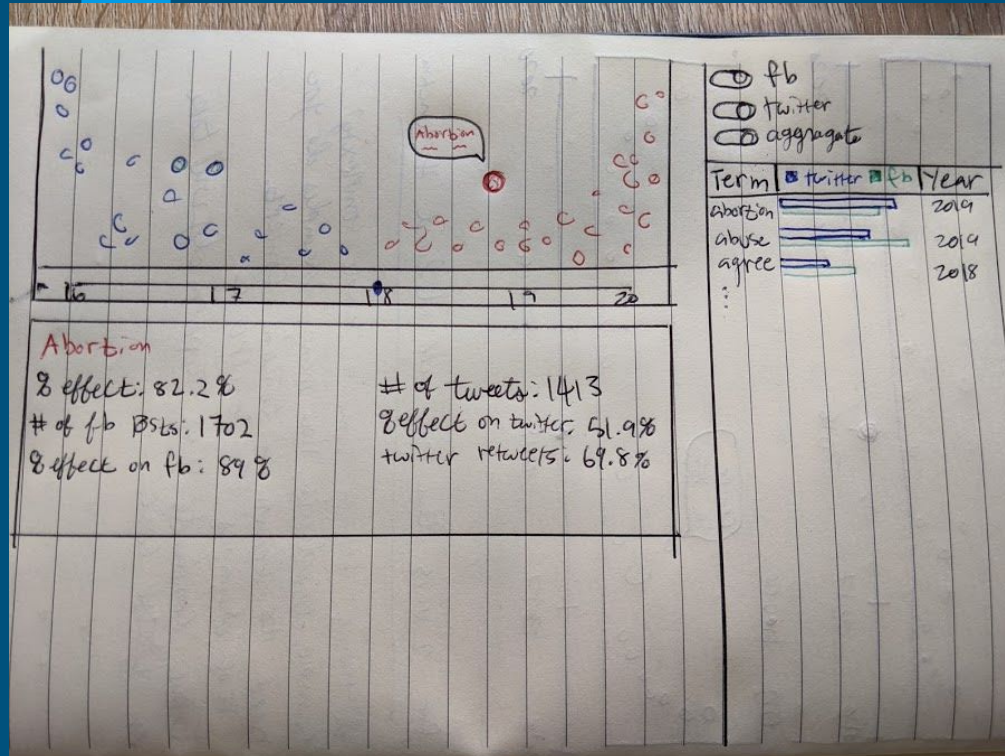 fb
twitter
aggragate
Abortion
Term twitter fb Year
abortion 2019
abuse 2019
agree 2018
16 17 18 19 20
Abortion
% effect: 82.2%
# of fb posts: 1702
% effect on fb: 89%
# of tweets: 1413
% effect on twitter: 51.9%
twitter retweets: 69.8%